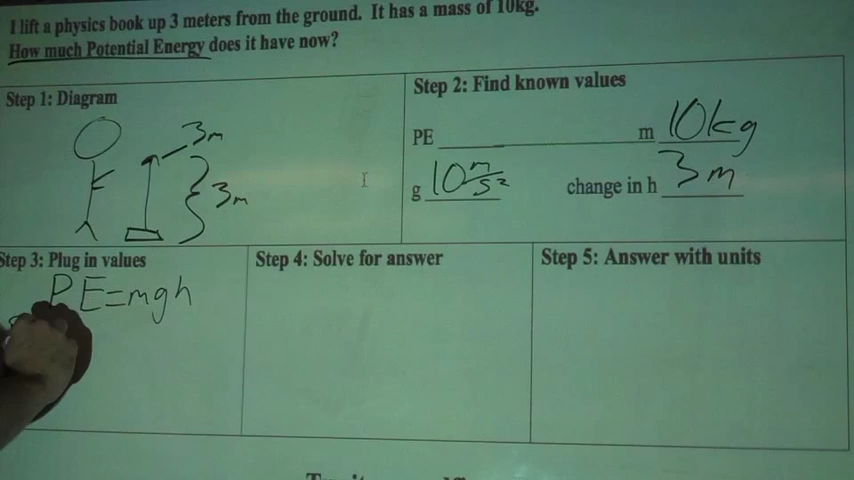 I lift a physics book up 3 meters from the ground. It has a mass of 10kg.
How much Potential Energy does it have now?
Step 1: Diagram
3m
3m
Step 2: Find known values
PE m 10kg
g 10 m/s² change in h 3m
Step 3: Plug in values
PE=mgh
Step 4: Solve for answer
Step 5: Answer with units